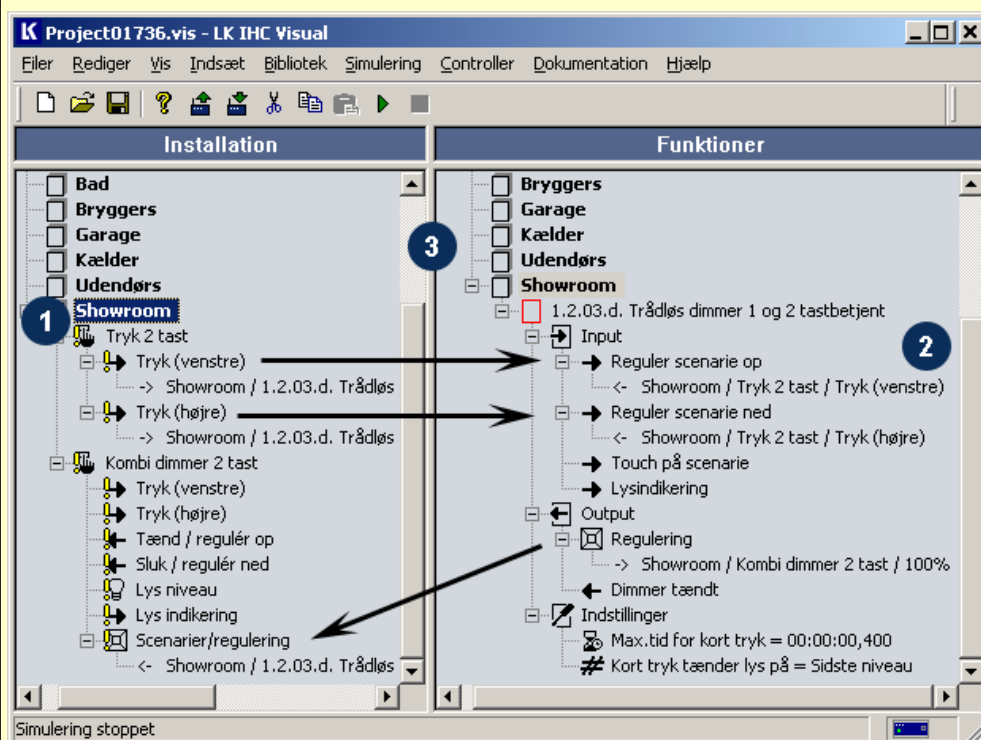 Project01736.vis - LK IHC Visual
Filer Rediger Vis Indsæt Bibliotek Simulering Controller Dokumentation Hjælp
Installation
Bad
Bryggers
Garage
Kælder
Udendørs
1
Showroom
Tryk 2 tast
Tryk (venstre)
-> Showroom / 1.2.03.d. Trådløs
Tryk (højre)
-> Showroom / 1.2.03.d. Trådløs
Kombi dimmer 2 tast
Tryk (venstre)
Tryk (højre)
Tænd / regulér op
Sluk / regulér ned
Lys niveau
Lys indikering
Scenarier/regulering
<- Showroom / 1.2.03.d. Trådløs
3
Funktioner
Bryggers
Garage
Kælder
Udendørs
Showroom
1.2.03.d. Trådløs dimmer 1 og 2 tastbetjent
Input
2
Reguler scenarie op
<- Showroom / Tryk 2 tast / Tryk (venstre)
Reguler scenarie ned
<- Showroom / Tryk 2 tast / Tryk (højre)
Touch på scenarie
Lysindikering
Output
Regulering
-> Showroom / Kombi dimmer 2 tast / 100%
Dimmer tændt
Indstillinger
Max.tid for kort tryk = 00:00:00,400
Kort tryk tænder lys på = Sidste niveau
Simulering stoppet